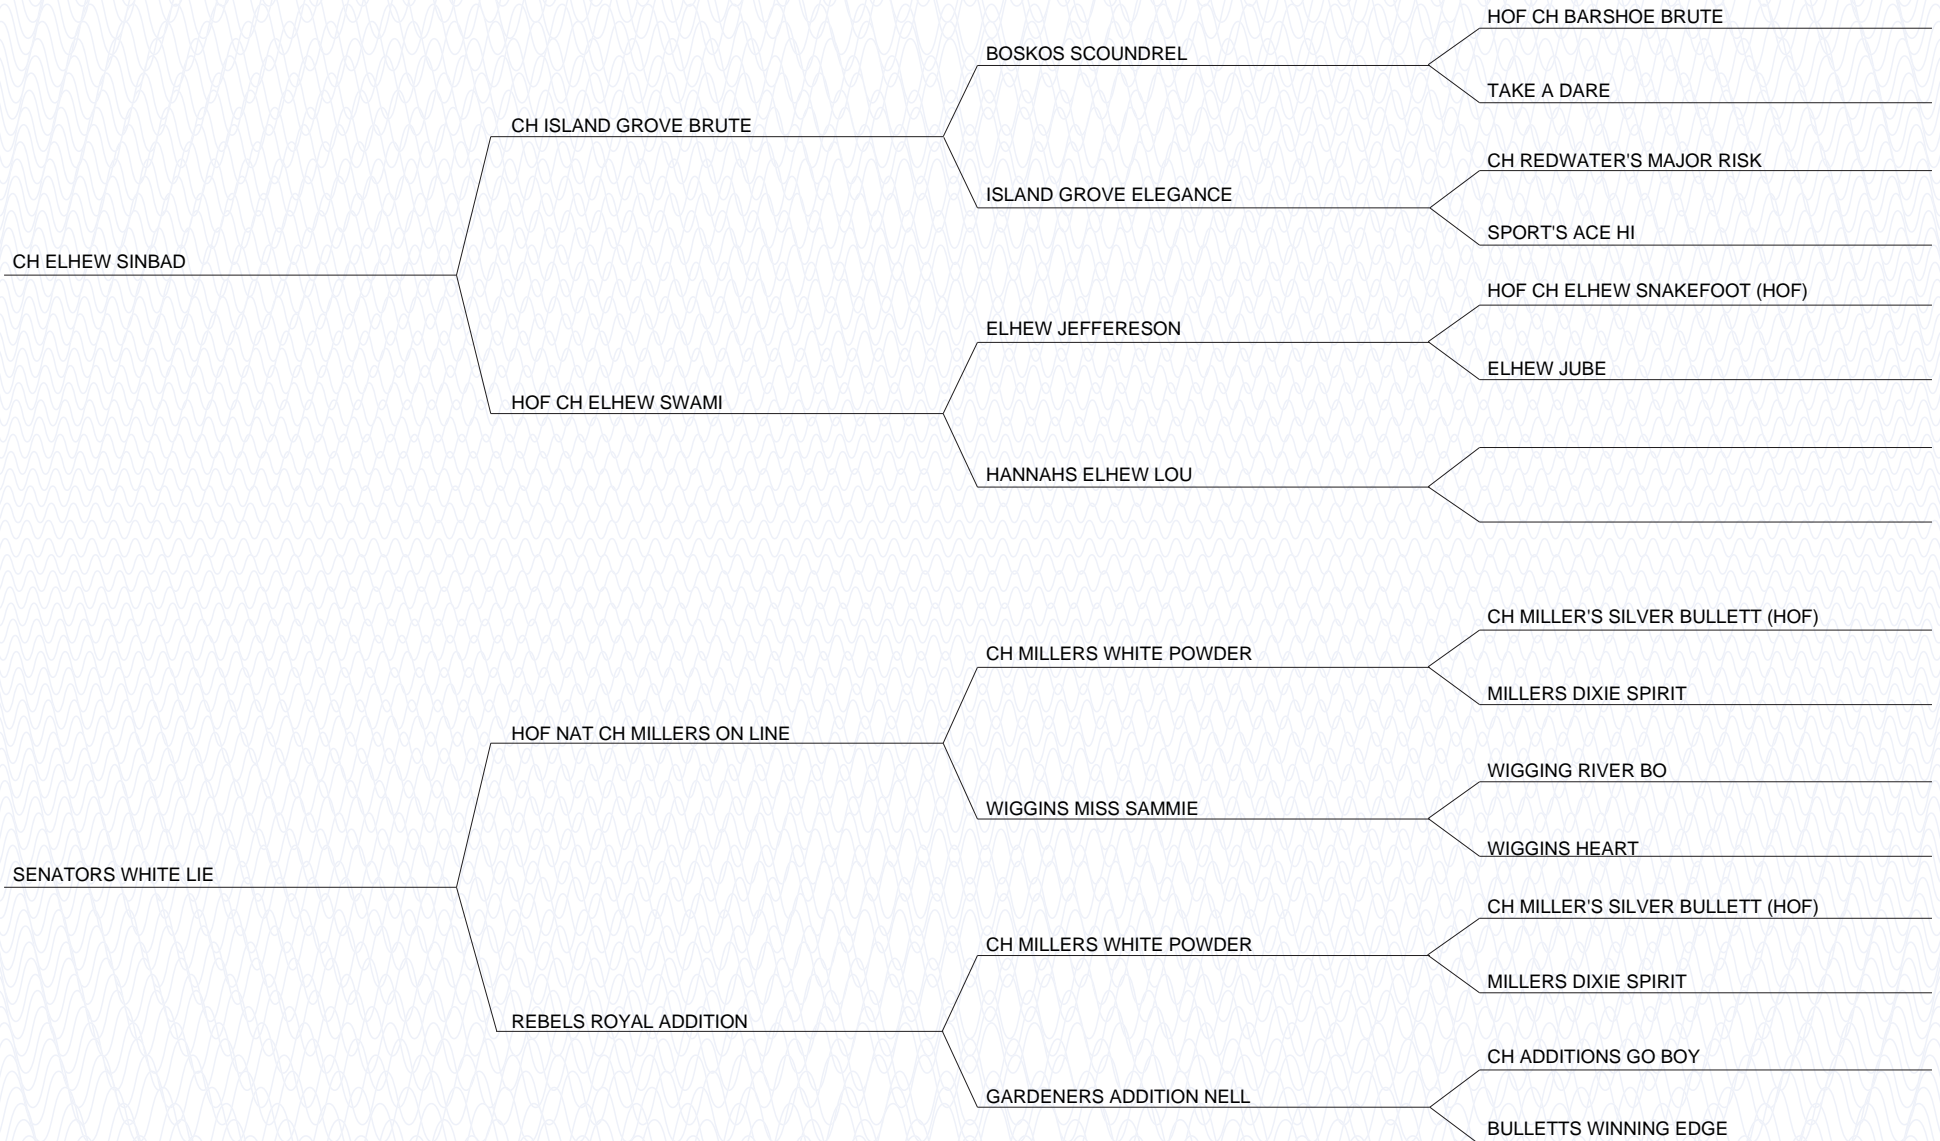 HOF CH BARSHOE BRUTE
BOSKOS SCOUNDREL
TAKE A DARE
CH ISLAND GROVE BRUTE
CH REDWATER'S MAJOR RISK
ISLAND GROVE ELEGANCE
SPORT'S ACE HI
CH ELHEW SINBAD
HOF CH ELHEW SNAKEFOOT (HOF)
ELHEW JEFFERESON
ELHEW JUBE
HOF CH ELHEW SWAMI
HANNAHS ELHEW LOU
CH MILLER'S SILVER BULLETT (HOF)
CH MILLERS WHITE POWDER
MILLERS DIXIE SPIRIT
HOF NAT CH MILLERS ON LINE
WIGGING RIVER BO
WIGGINS MISS SAMMIE
WIGGINS HEART
SENATORS WHITE LIE
CH MILLER'S SILVER BULLETT (HOF)
CH MILLERS WHITE POWDER
MILLERS DIXIE SPIRIT
REBELS ROYAL ADDITION
CH ADDITIONS GO BOY
GARDENERS ADDITION NELL
BULLETTS WINNING EDGE